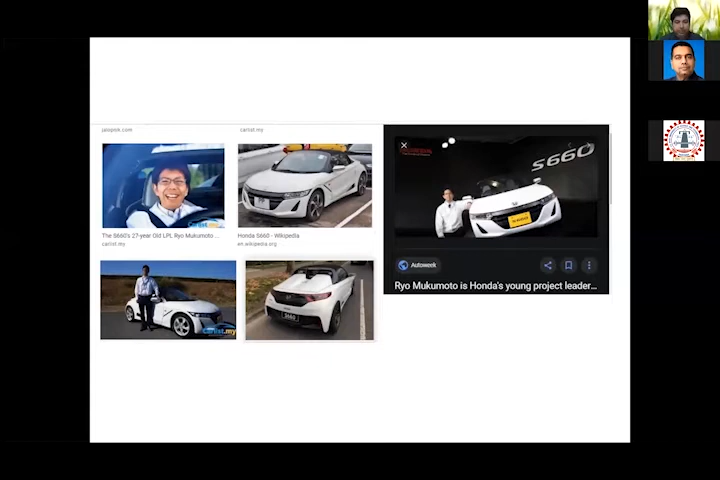 jalopnik.com
carlist.my
S660
The S660's 27-year Old LPL Ryo Mukumoto ...
carlist.my
Honda S660 - Wikipedia
en.wikipedia.org
Autoweek
Ryo Mukumoto is Honda's young project leader...
Carlist.my
S660